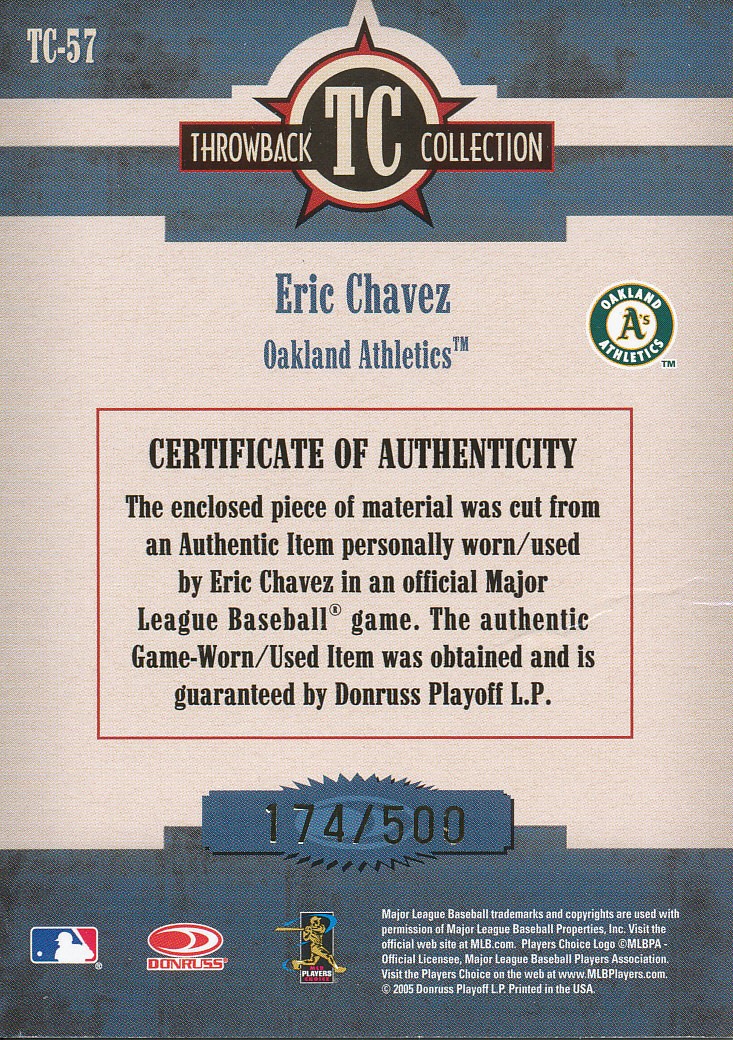 TC-57
TC
THROWBACK COLLECTION
Eric Chavez
Oakland Athletics™
OAKLAND
A's
ATHLETICS
™
CERTIFICATE OF AUTHENTICITY
The enclosed piece of material was cut from
an Authentic Item personally worn/used
by Eric Chavez in an official Major
League Baseball® game. The authentic
Game-Worn/Used Item was obtained and is
guaranteed by Donruss Playoff L.P.
174/500
®
DONRUSS®
MLB
PLAYERS
CHOICE
Major League Baseball trademarks and copyrights are used with
permission of Major League Baseball Properties, Inc. Visit the
official web site at MLB.com. Players Choice Logo ©MLBPA -
Official Licensee, Major League Baseball Players Association.
Visit the Players Choice on the web at www.MLBPlayers.com.
© 2005 Donruss Playoff L.P. Printed in the USA.